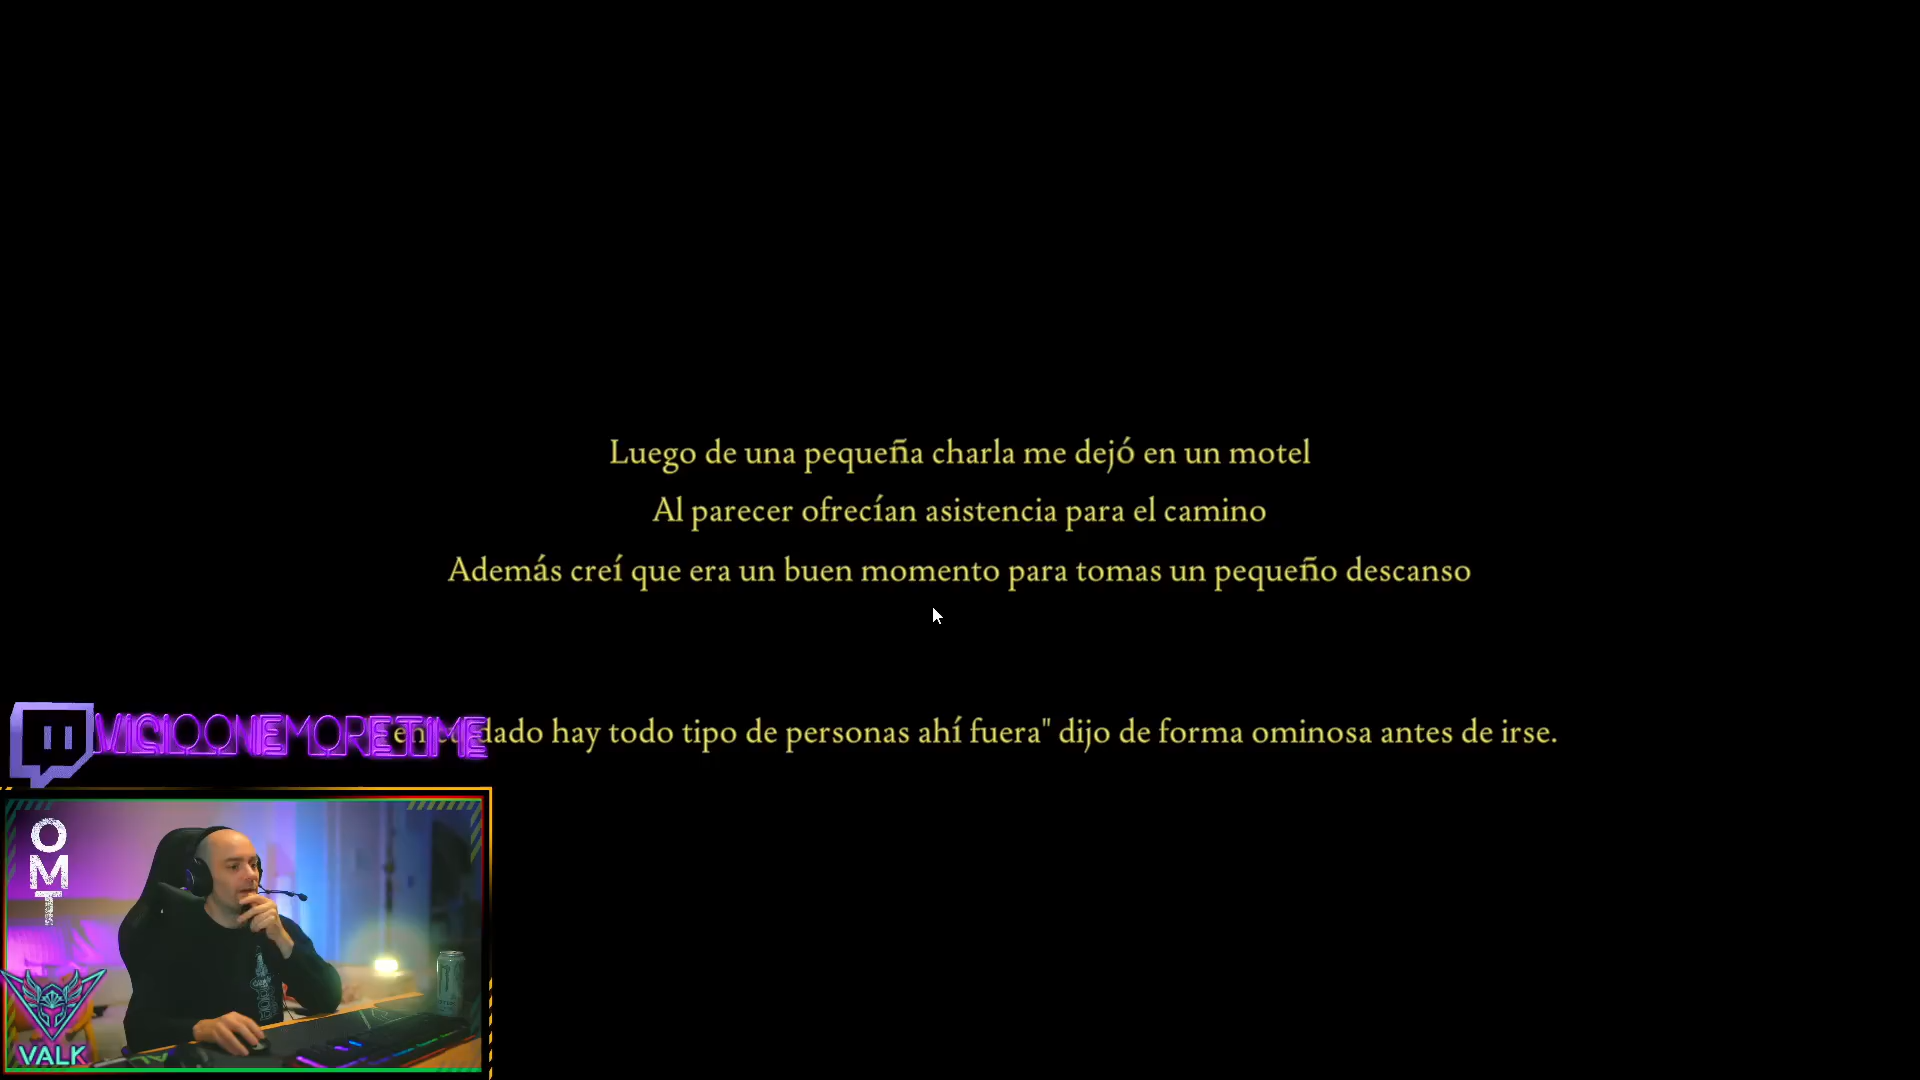 Luego de una pequeña charla me dejó en un motel
Al parecer ofrecían asistencia para el camino
Además creí que era un buen momento para tomas un pequeño descanso
hay todo tipo de personas ahí fuera" dijo de forma ominosa antes de irse.
VICIOONEMORETIME
OMT
VALK